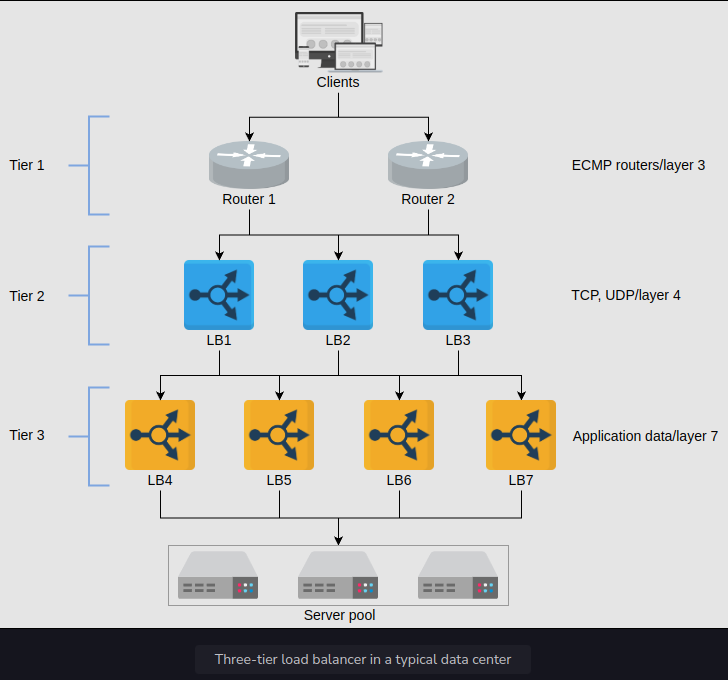 Clients
Tier 1
ECMP routers/layer 3
Router 1
Router 2
Tier 2
TCP, UDP/layer 4
LB1
LB2
LB3
Tier 3
Application data/layer 7
LB4
LB5
LB6
LB7
Server pool
Three-tier load balancer in a typical data center